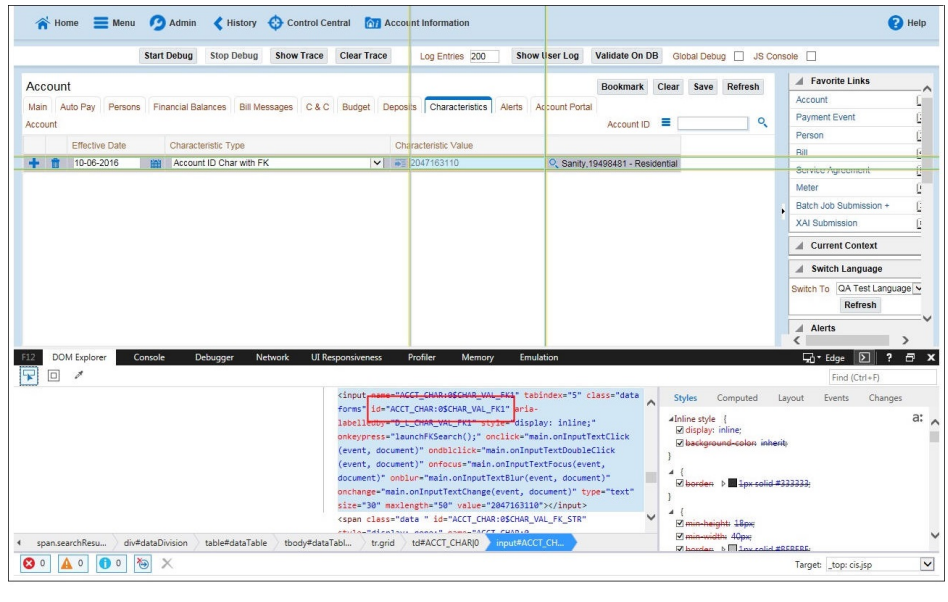 Home Menu Admin History Control Central Account Information Help
Start Debug Stop Debug Show Trace Clear Trace Log Entries 200 Show User Log Validate On DB Global Debug JS Console
Account Bookmark Clear Save Refresh
Main Auto Pay Persons Financial Balances Bill Messages C & C Budget Deposits Characteristics Alerts Account Portal
Account Account ID
Effective Date Characteristic Type Characteristic Value
10-06-2016 Account ID Char with FK 2047163110 Sanity,19498481 - Residential
Favorite Links
Account
Payment Event
Person
Bill
Service Agreement
Meter
Batch Job Submission +
XAI Submission
Current Context
Switch Language
Switch To QA Test Language
Refresh
Alerts
F12 DOM Explorer Console Debugger Network UI Responsiveness Profiler Memory Emulation Edge ?
Find (Ctrl+F)
<input name="ACCT_CHAR:0$CHAR_VAL_FK1" tabindex="5" class="data
forms" id="ACCT_CHAR:0$CHAR_VAL_FK1" aria-
labelledby="D_L_CHAR_VAL_FK1" style="display: inline;"
onkeypress="launchFKSearch();" onclick="main.onInputTextClick
(event, document)" ondblclick="main.onInputTextDoubleClick
(event, document)" onfocus="main.onInputTextFocus(event,
document)" onblur="main.onInputTextBlur(event, document)"
onchange="main.onInputTextChange(event, document)" type="text"
size="30" maxlength="50" value="2047163110"></input>
<span class="data " id="ACCT_CHAR:0$CHAR_VAL_FK_STR"
style="display: none;" name="ACCT_CHAR:
Styles Computed Layout Events Changes
Inline style {
a:
display: inline;
background-color: inherit;
}
{
border: 1px solid #333333;
}
{
min-height: 18px;
min-width: 40px;
border: 1px solid #BEBEBE;
span.searchResu... div#dataDivision table#dataTable tbody#dataTabl... tr.grid td#ACCT_CHAR|0 input#ACCT_CH...
0 0 0 Target: _top: cis.jsp